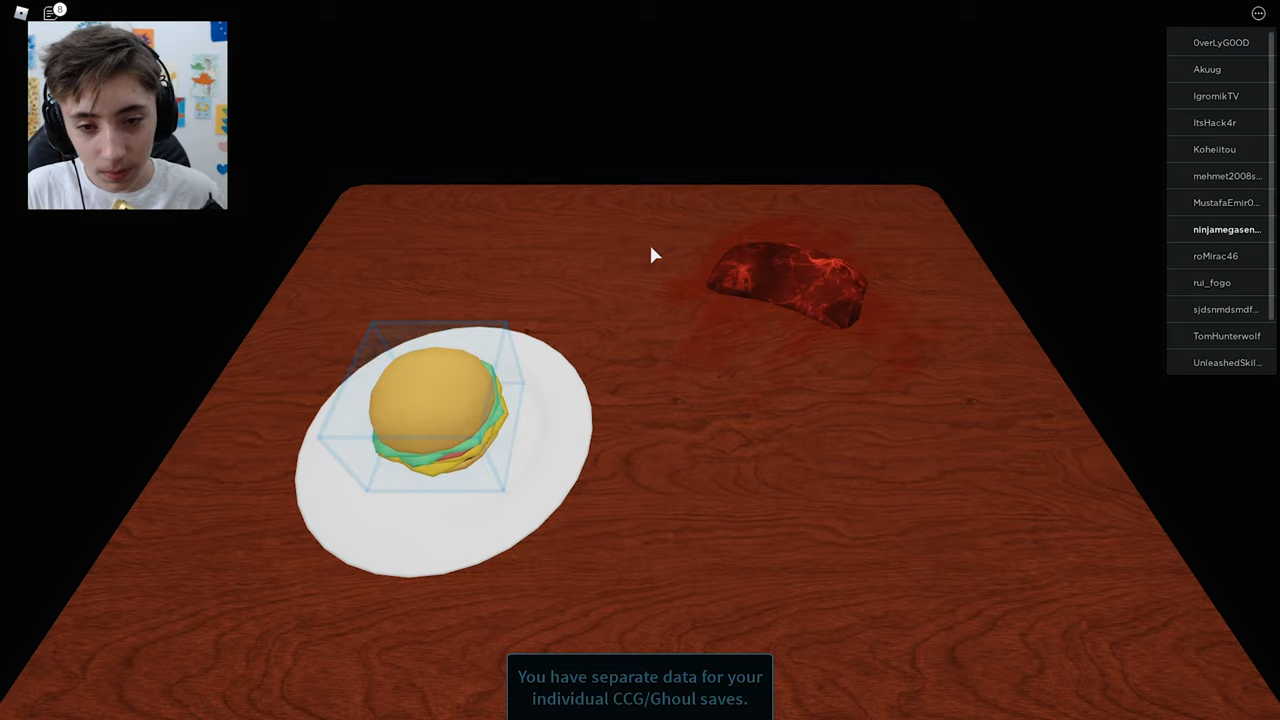 8
0verLyG0OD
Akuug
IgromikTV
ItsHack4r
Koheiitou
mehmet2008s...
MustafaEmir0...
ninjamegasen...
roMirac46
rui_fogo
sjdsnmdsmdf...
TomHunterwolf
UnleashedSkil...
You have separate data for your
individual CCG/Ghoul saves.